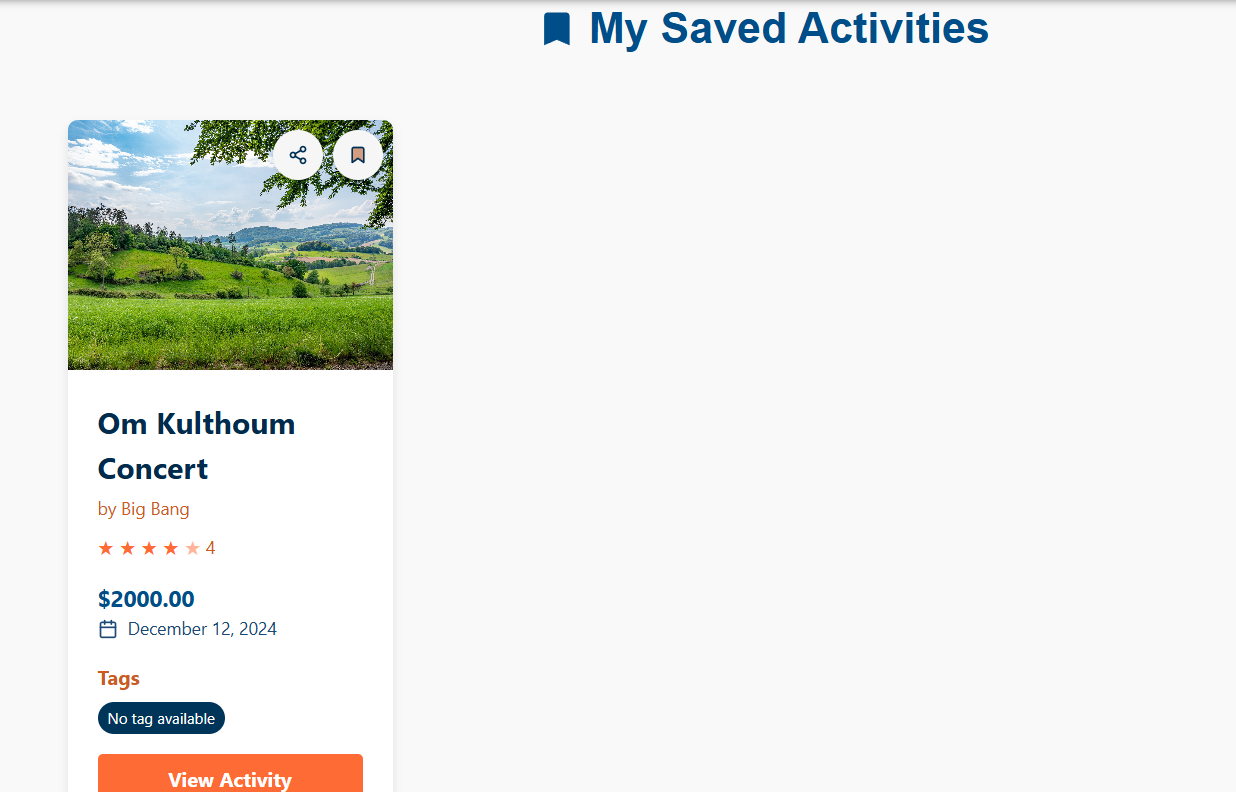 My Saved Activities
Om Kulthoum
Concert
by Big Bang
★ ★ ★ ★ ★ 4
$2000.00
December 12, 2024
Tags
No tag available
View Activity